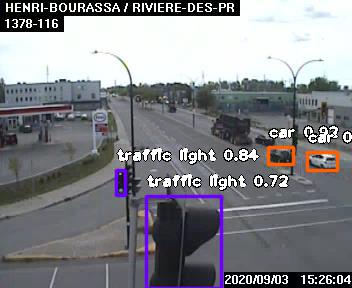 HENRI-BOURASSA / RIVIERE-DES-PR
1378-116
car 0.92
car 0
traffic light 0.84
traffic light 0.72
2020/09/03 15:26:04